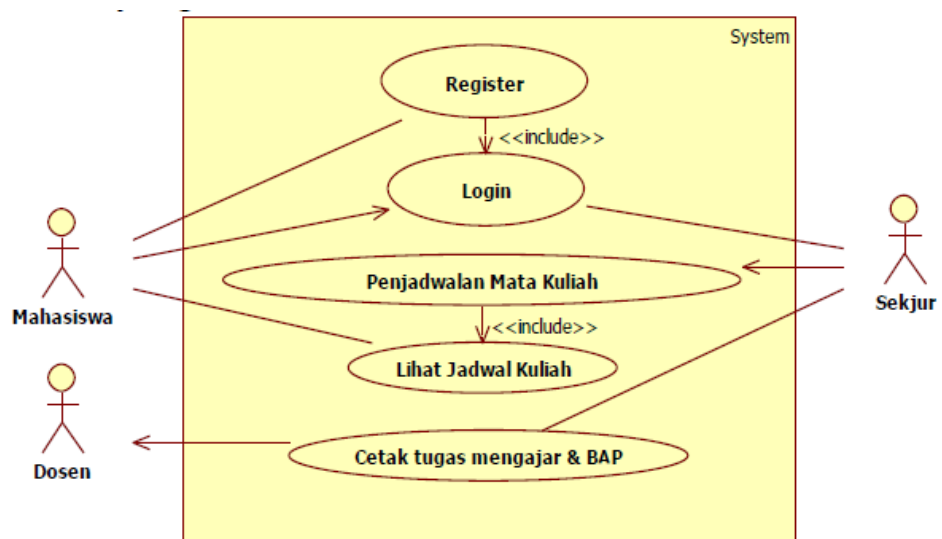 System
Register
<<include>>
Login
Penjadwalan Mata Kuliah
Mahasiswa
Sekjur
<<include>>
Lihat Jadwal Kuliah
Cetak tugas mengajar & BAP
Dosen